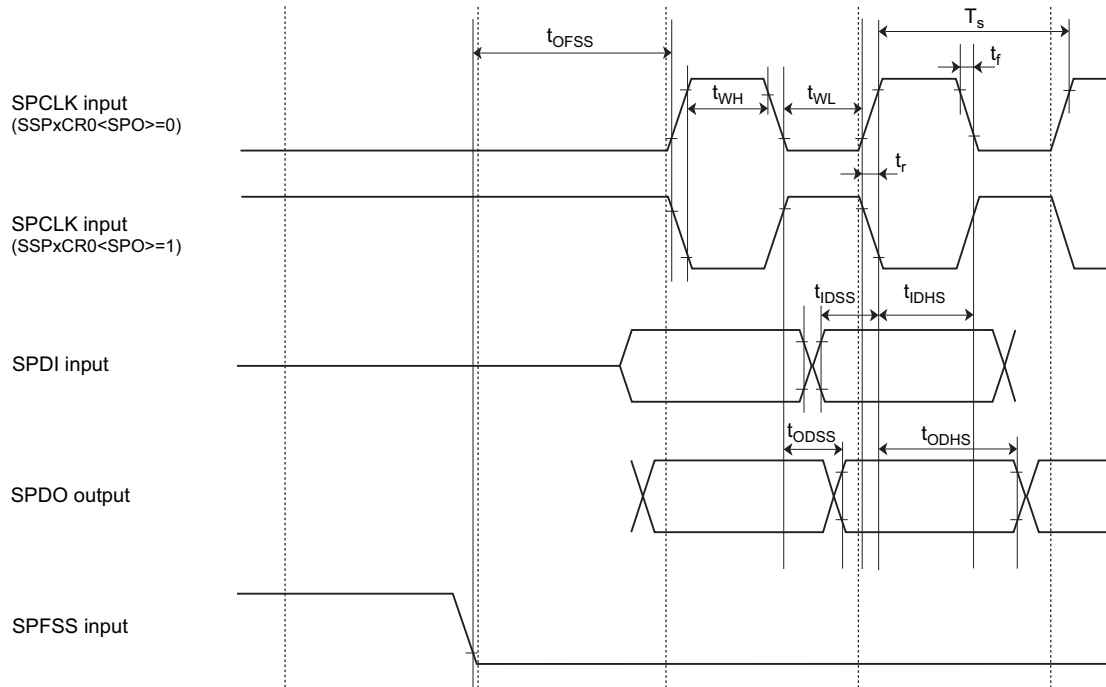 T_s
t_OFSS
t_f
SPCLK input
(SSPxCR0<SPO>=0)
t_WH
t_WL
t_r
SPCLK input
(SSPxCR0<SPO>=1)
t_IDSS
t_IDHS
SPDI input
t_ODSS
t_ODHS
SPDO output
SPFSS input